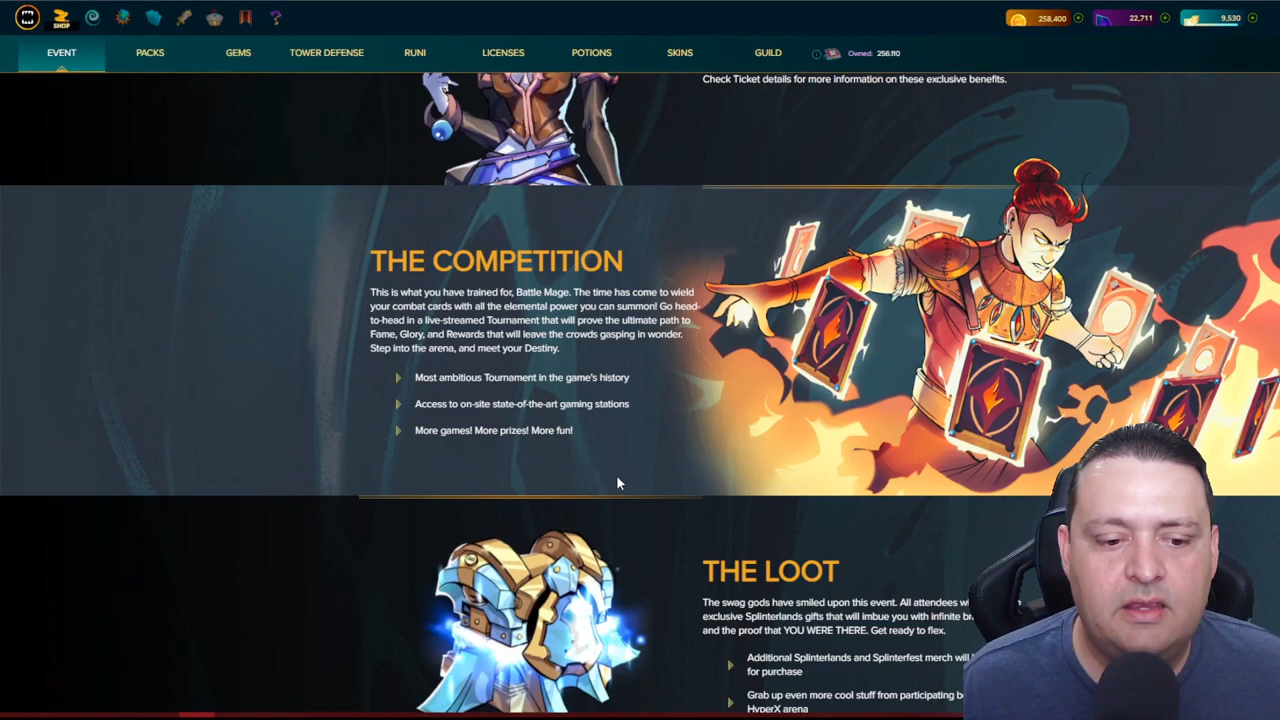 SHOP
258,400
22,711
9,530
EVENT
PACKS
GEMS
TOWER DEFENSE
RUNI
LICENSES
POTIONS
SKINS
GUILD
Owned: 256.110
Check Ticket details for more information on these exclusive benefits.
THE COMPETITION
This is what you have trained for, Battle Mage. The time has come to wield
your combat cards with all the elemental power you can summon! Go head-
to-head in a live-streamed Tournament that will prove the ultimate path to
Fame, Glory, and Rewards that will leave the crowds gasping in wonder.
Step into the arena, and meet your Destiny.
Most ambitious Tournament in the game's history
Access to on-site state-of-the-art gaming stations
More games! More prizes! More fun!
THE LOOT
The swag gods have smiled upon this event. All attendees
exclusive Splinterlands gifts that will imbue you with infinite
and the proof that YOU WERE THERE. Get ready to flex.
Additional Splinterlands and Splinterfest merch will
for purchase
Grab up even more cool stuff from participating
HyperX arena